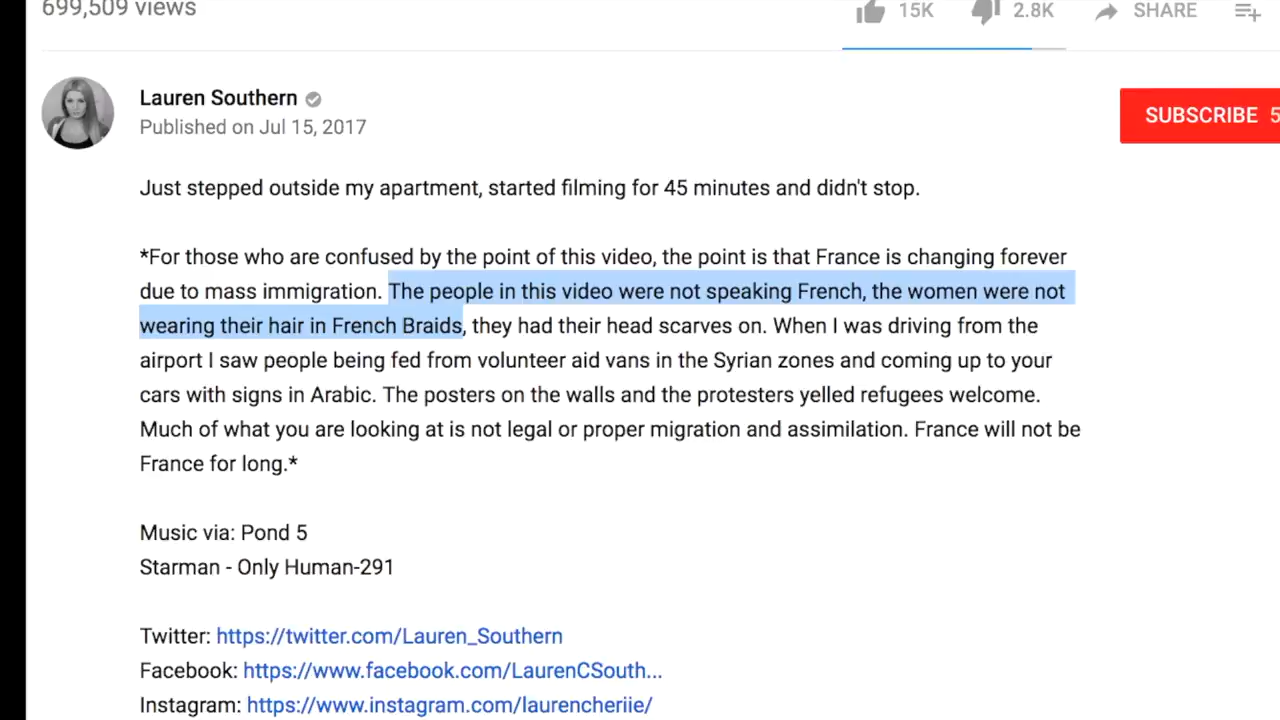 699,509 views
15K 2.8K SHARE
Lauren Southern
Published on Jul 15, 2017
SUBSCRIBE 5
Just stepped outside my apartment, started filming for 45 minutes and didn't stop.
*For those who are confused by the point of this video, the point is that France is changing forever
due to mass immigration. The people in this video were not speaking French, the women were not
wearing their hair in French Braids, they had their head scarves on. When I was driving from the
airport I saw people being fed from volunteer aid vans in the Syrian zones and coming up to your
cars with signs in Arabic. The posters on the walls and the protesters yelled refugees welcome.
Much of what you are looking at is not legal or proper migration and assimilation. France will not be
France for long.*
Music via: Pond 5
Starman - Only Human-291
Twitter: https://twitter.com/Lauren_Southern
Facebook: https://www.facebook.com/LaurenCSouth...
Instagram: https://www.instagram.com/laurencheriie/